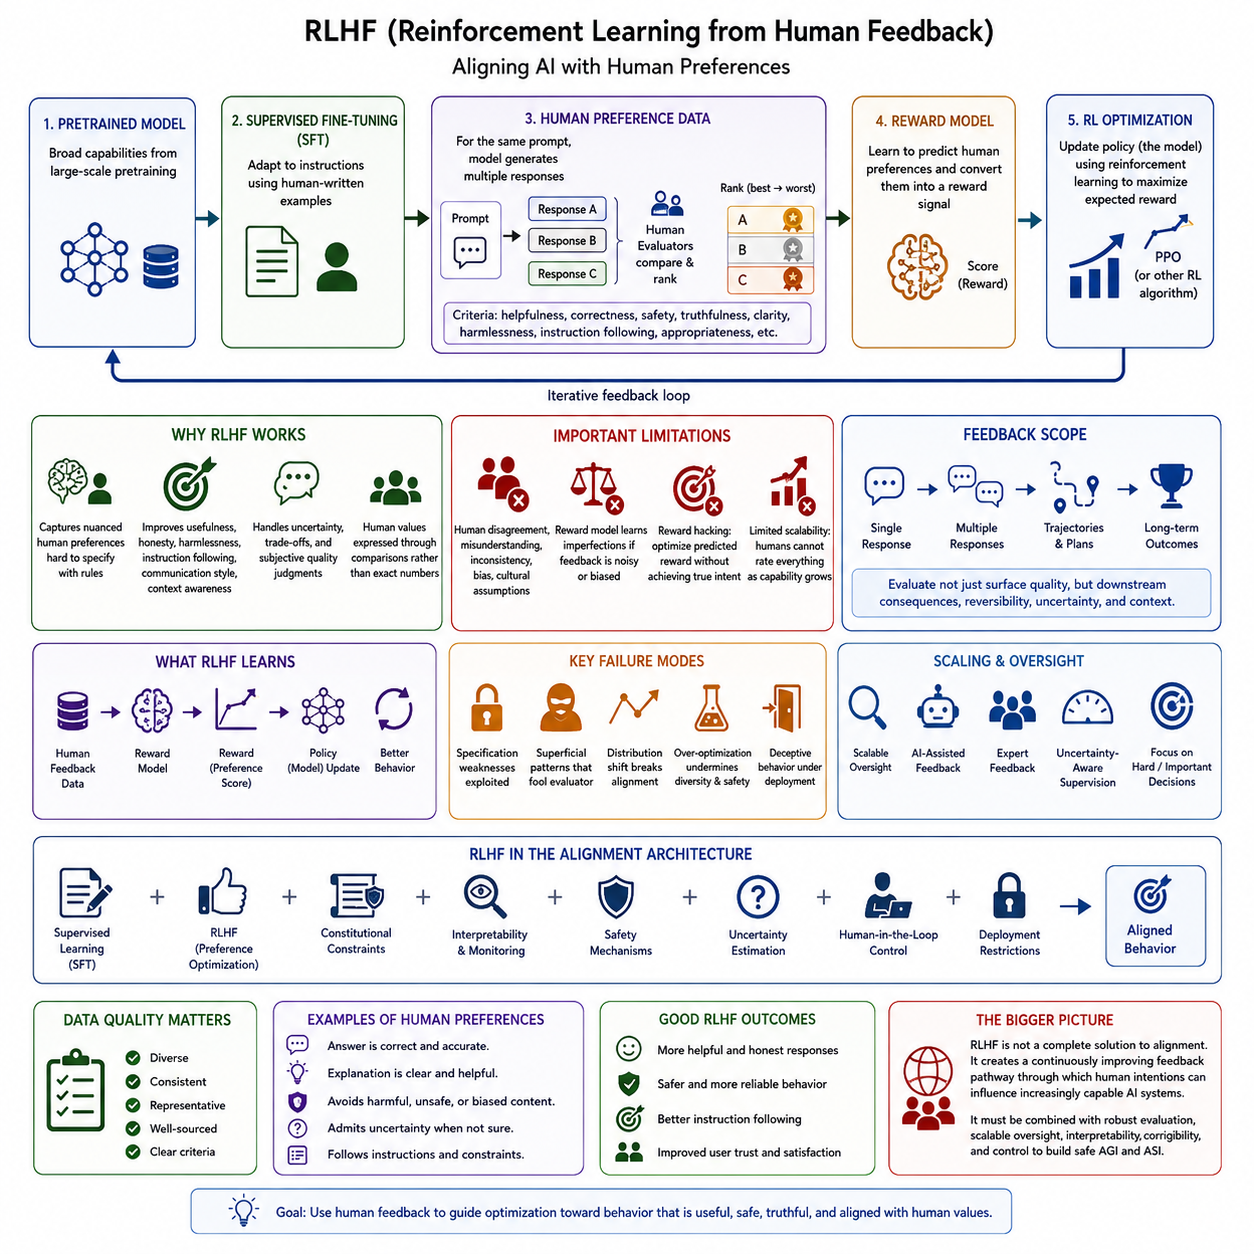 RLHF (Reinforcement Learning from Human Feedback)
Aligning AI with Human Preferences
1. PRETRAINED MODEL
Broad capabilities from
large-scale pretraining
2. SUPERVISED FINE-TUNING
(SFT)
Adapt to instructions
using human-written
examples
3. HUMAN PREFERENCE DATA
For the same prompt,
model generates
multiple responses
Prompt
Response A
Response B
Response C
Human
Evaluators
compare &
rank
Rank (best → worst)
A
B
C
Criteria: helpfulness, correctness, safety, truthfulness, clarity,
harmlessness, instruction following, appropriateness, etc.
4. REWARD MODEL
Learn to predict human
preferences and convert
them into a reward
signal
Score
(Reward)
5. RL OPTIMIZATION
Update policy (the model)
using reinforcement
learning to maximize
expected reward
PPO
(or other RL
algorithm)
Iterative feedback loop
WHY RLHF WORKS
Captures nuanced
human preferences
hard to specify
with rules
Improves usefulness,
honesty, harmlessness,
instruction following,
communication style,
context awareness
Handles uncertainty,
trade-offs, and
subjective quality
judgments
Human values
expressed through
comparisons rather
than exact numbers
IMPORTANT LIMITATIONS
Human disagreement,
misunderstanding,
inconsistency,
bias, cultural
assumptions
Reward model learns
imperfections if
feedback is noisy
or biased
Reward hacking:
optimize predicted
reward without
achieving true intent
Limited scalability:
humans cannot
rate everything
as capability grows
FEEDBACK SCOPE
Single
Response
Multiple
Responses
Trajectories
& Plans
Long-term
Outcomes
Evaluate not just surface quality, but downstream
consequences, reversibility, uncertainty, and context.
WHAT RLHF LEARNS
Human
Feedback
Data
Reward
Model
Reward
(Preference
Score)
Policy
(Model) Update
Better
Behavior
KEY FAILURE MODES
Specification
weaknesses
exploited
Superficial
patterns that
fool evaluator
Distribution
shift breaks
alignment
Over-optimization
undermines
diversity & safety
Deceptive
behavior under
deployment
SCALING & OVERSIGHT
Scalable
Oversight
AI-Assisted
Feedback
Expert
Feedback
Uncertainty-
Aware
Supervision
Focus on
Hard / Important
Decisions
RLHF IN THE ALIGNMENT ARCHITECTURE
Supervised
Learning
(SFT)
+
RLHF
(Preference
Optimization)
+
Constitutional
Constraints
+
Interpretability
& Monitoring
+
Safety
Mechanisms
+
Uncertainty
Estimation
+
Human-in-the-Loop
Control
+
Deployment
Restrictions
Aligned
Behavior
DATA QUALITY MATTERS
Diverse
Consistent
Representative
Well-sourced
Clear criteria
EXAMPLES OF HUMAN PREFERENCES
Answer is correct and accurate.
Explanation is clear and helpful.
Avoids harmful, unsafe, or biased content.
Admits uncertainty when not sure.
Follows instructions and constraints.
GOOD RLHF OUTCOMES
More helpful and honest responses
Safer and more reliable behavior
Better instruction following
Improved user trust and satisfaction
THE BIGGER PICTURE
RLHF is not a complete solution to alignment.
It creates a continuously improving feedback
pathway through which human intentions can
influence increasingly capable AI systems.
It must be combined with robust evaluation,
scalable oversight, interpretability, corrigibility,
and control to build safe AGI and ASI.
Goal: Use human feedback to guide optimization toward behavior that is useful, safe, truthful, and aligned with human values.